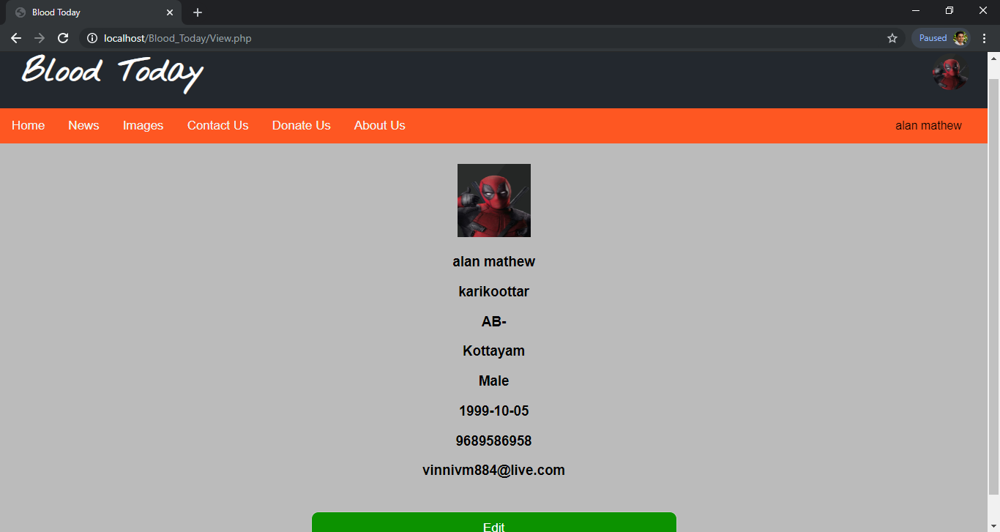 Blood Today
localhost/Blood_Today/View.php
Paused
Blood Today
Home News Images Contact Us Donate Us About Us alan mathew
alan mathew
karikoottar
AB-
Kottayam
Male
1999-10-05
9689586958
vinnivm884@live.com
Edit